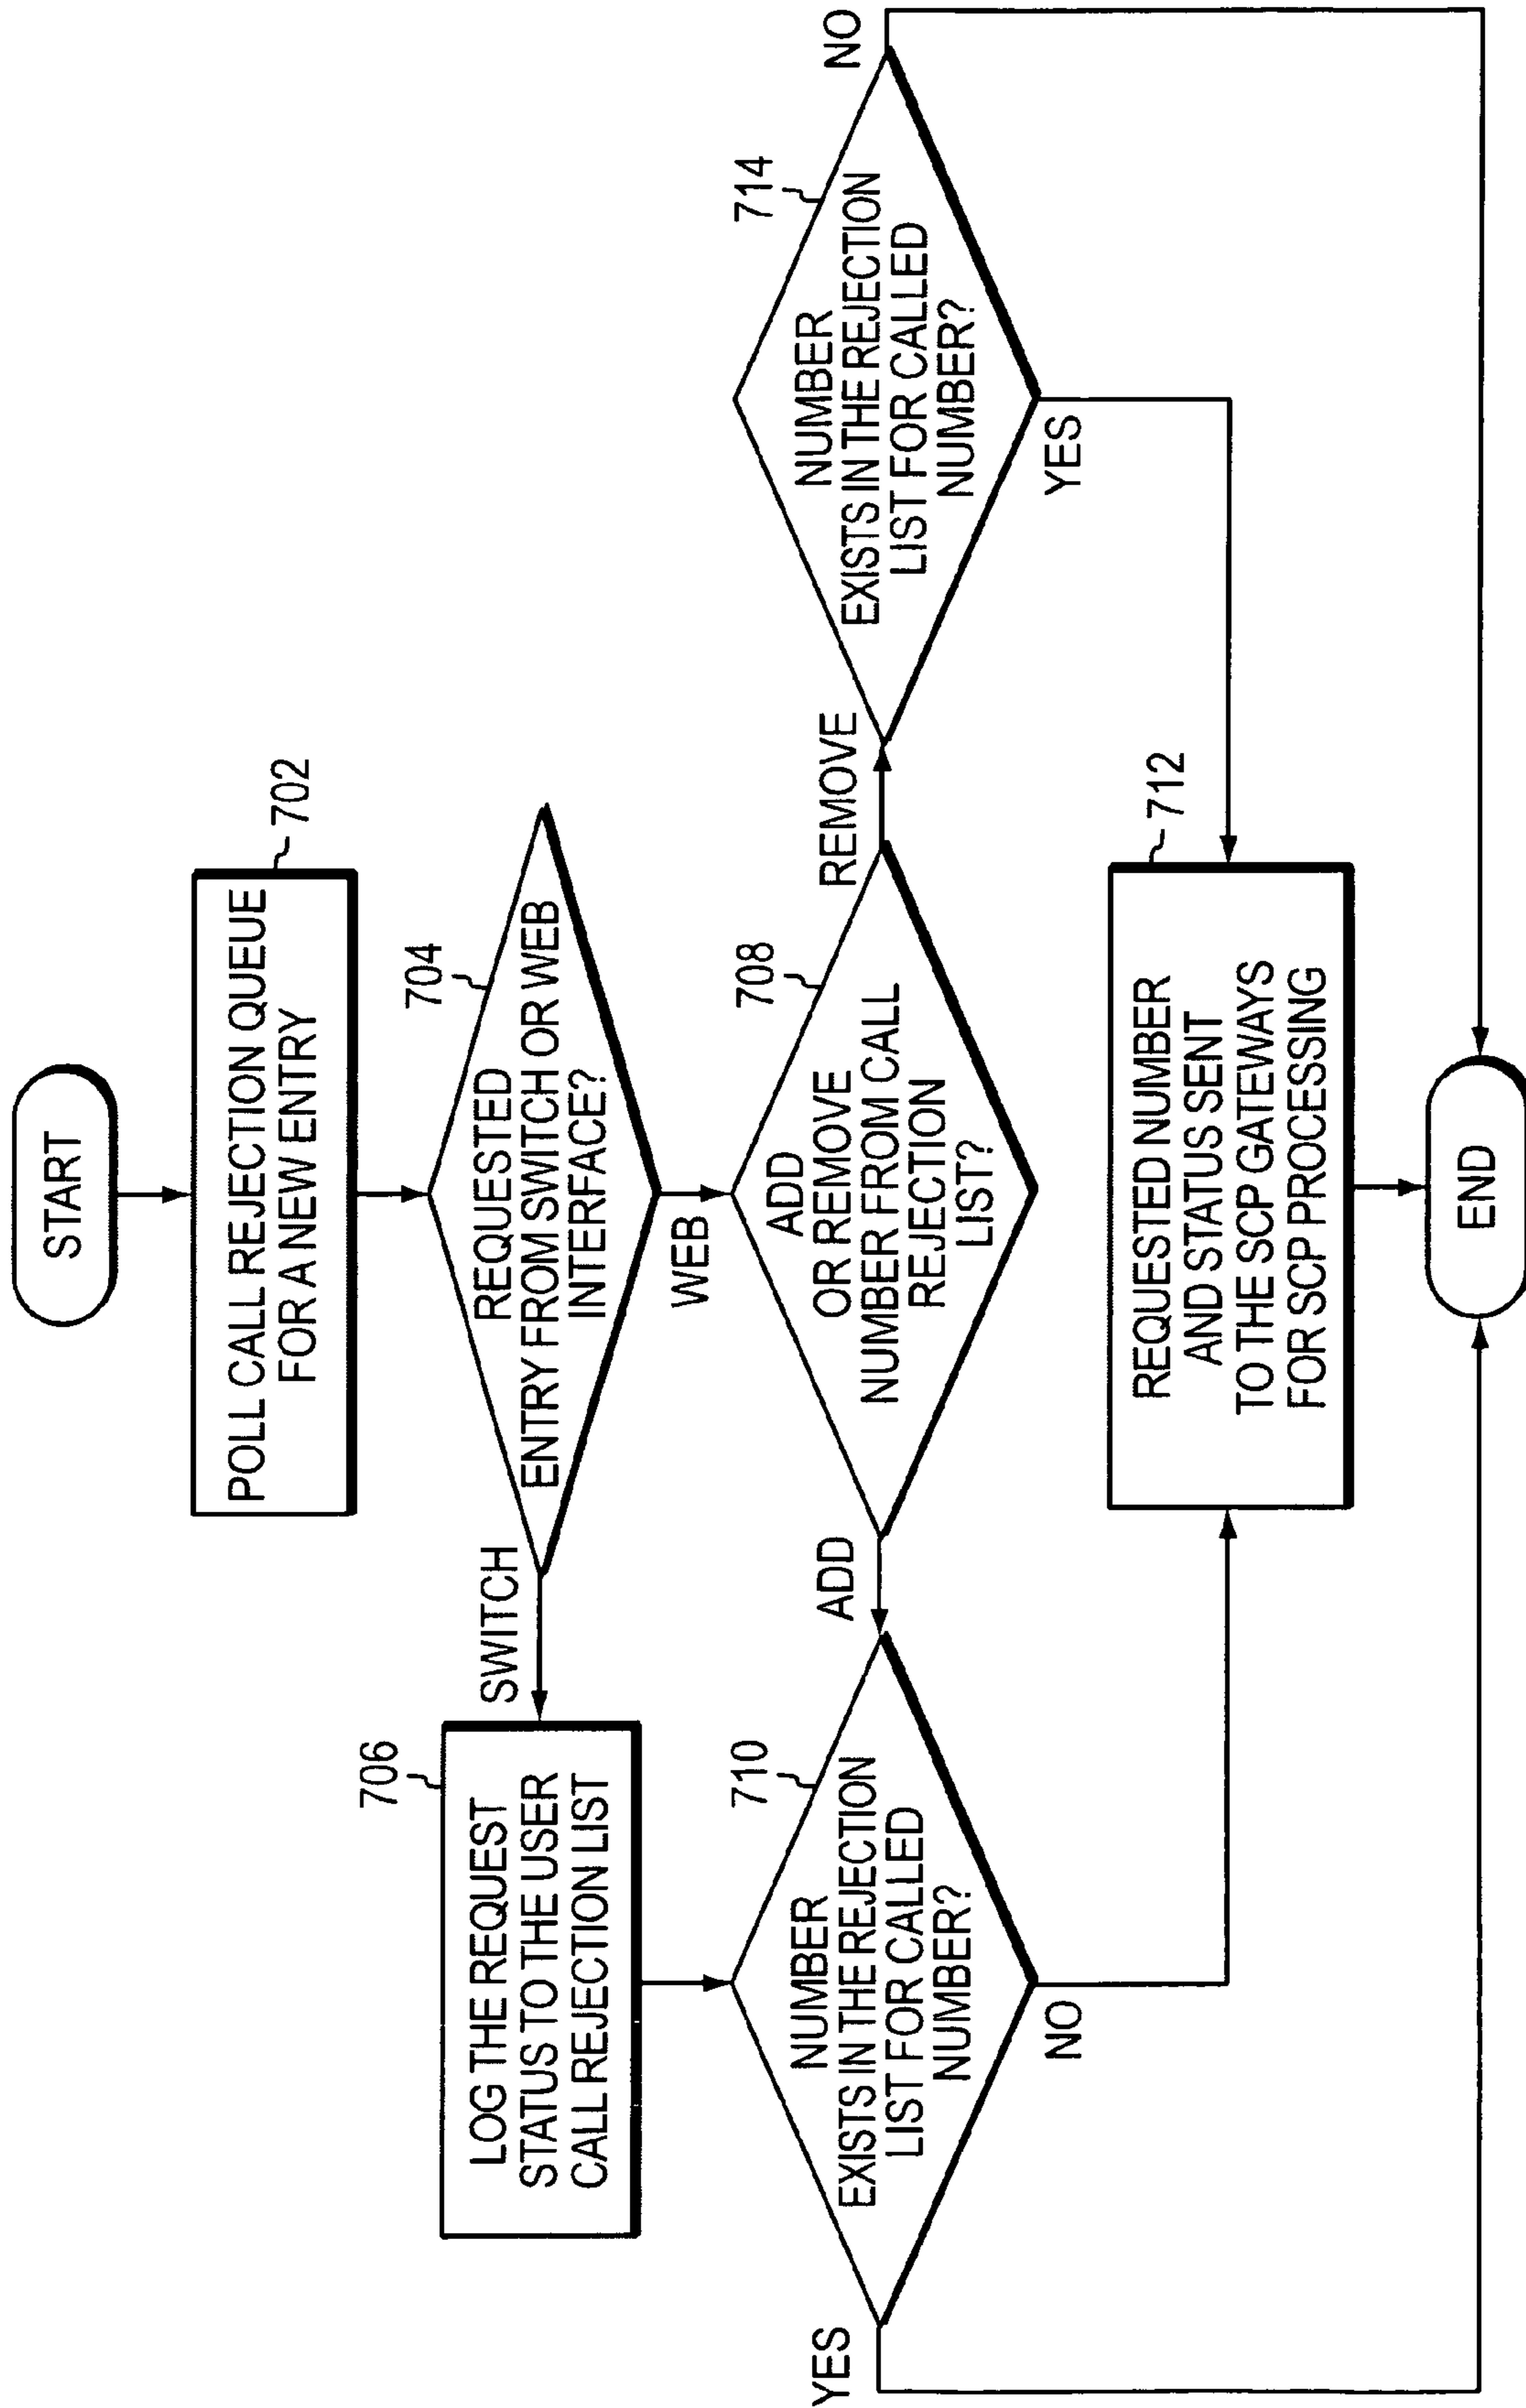 START
702
POLL CALL REJECTION QUEUE
FOR A NEW ENTRY
704
REQUESTED
ENTRY FROM SWITCH OR WEB
INTERFACE?
SWITCH
WEB
706
LOG THE REQUEST
STATUS TO THE USER
CALL REJECTION LIST
708
ADD
OR REMOVE
NUMBER FROM CALL
REJECTION
LIST?
ADD
REMOVE
710
NUMBER
EXISTS IN THE REJECTION
LIST FOR CALLED
NUMBER?
YES
NO
714
NUMBER
EXISTS IN THE REJECTION
LIST FOR CALLED
NUMBER?
NO
YES
712
REQUESTED NUMBER
AND STATUS SENT
TO THE SCP GATEWAYS
FOR SCP PROCESSING
END